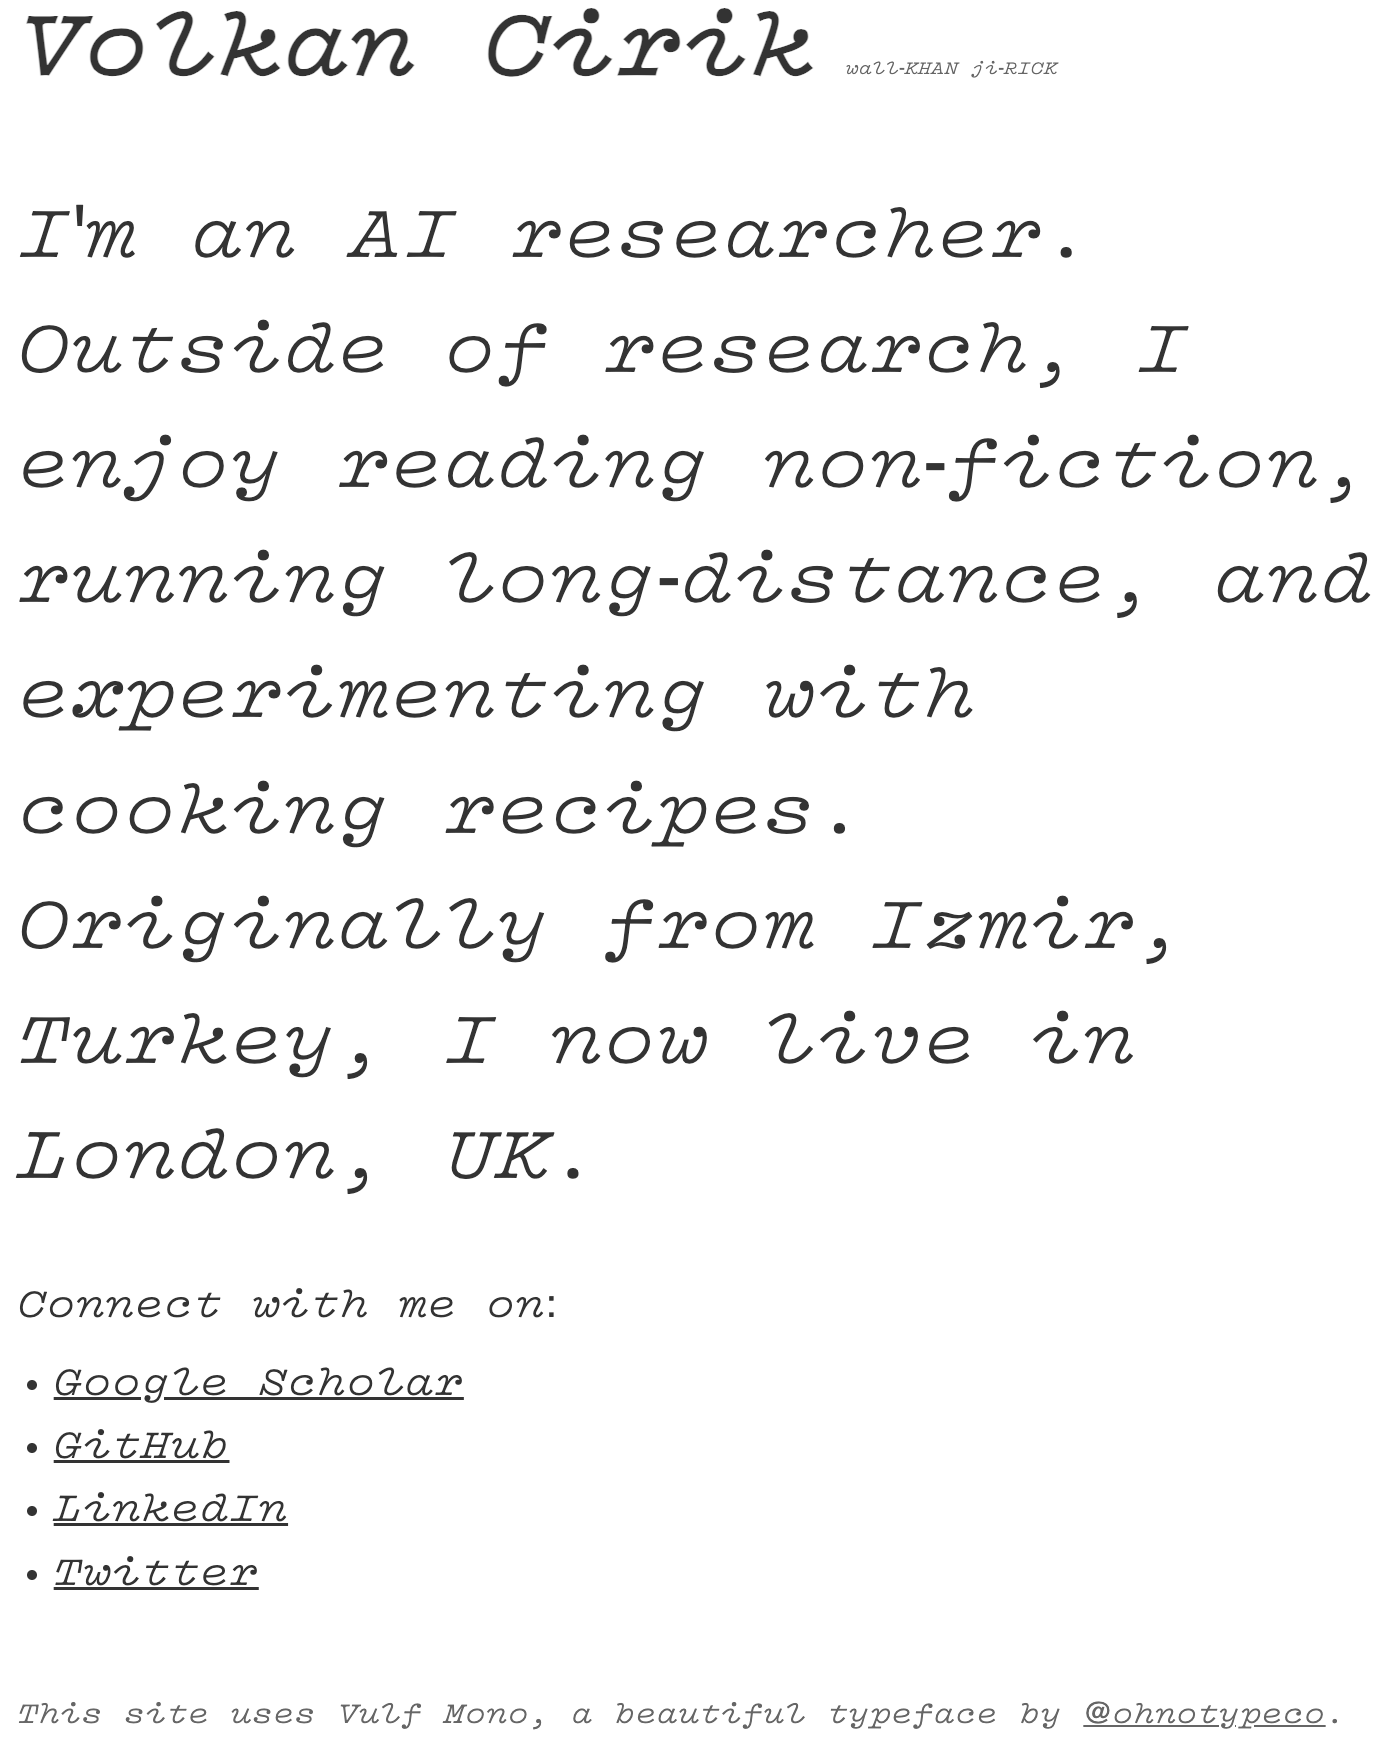 Volkan Cirik wall-KHAN ji-RICK
I'm an AI researcher.
Outside of research, I
enjoy reading non-fiction,
running long-distance, and
experimenting with
cooking recipes.
Originally from Izmir,
Turkey, I now live in
London, UK.
Connect with me on:
• Google Scholar
• GitHub
• LinkedIn
• Twitter
This site uses Vulf Mono, a beautiful typeface by @ohnotypeco.